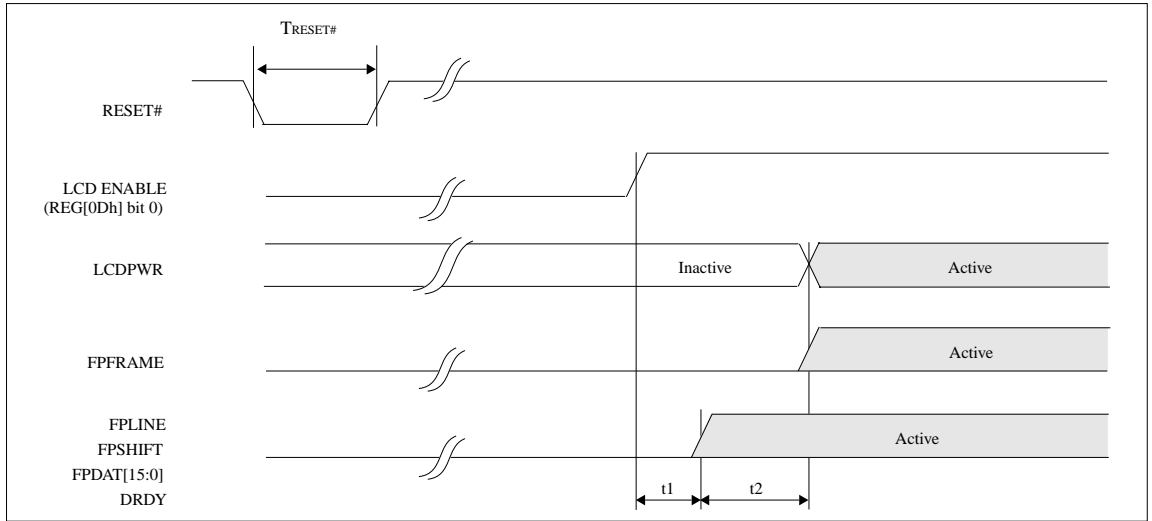 TRESET#
RESET#
LCD ENABLE
(REG[0Dh] bit 0)
LCDPWR
Inactive
Active
FPFRAME
Active
FPLINE
FPSHIFT
FPDAT[15:0]
DRDY
Active
t1
t2